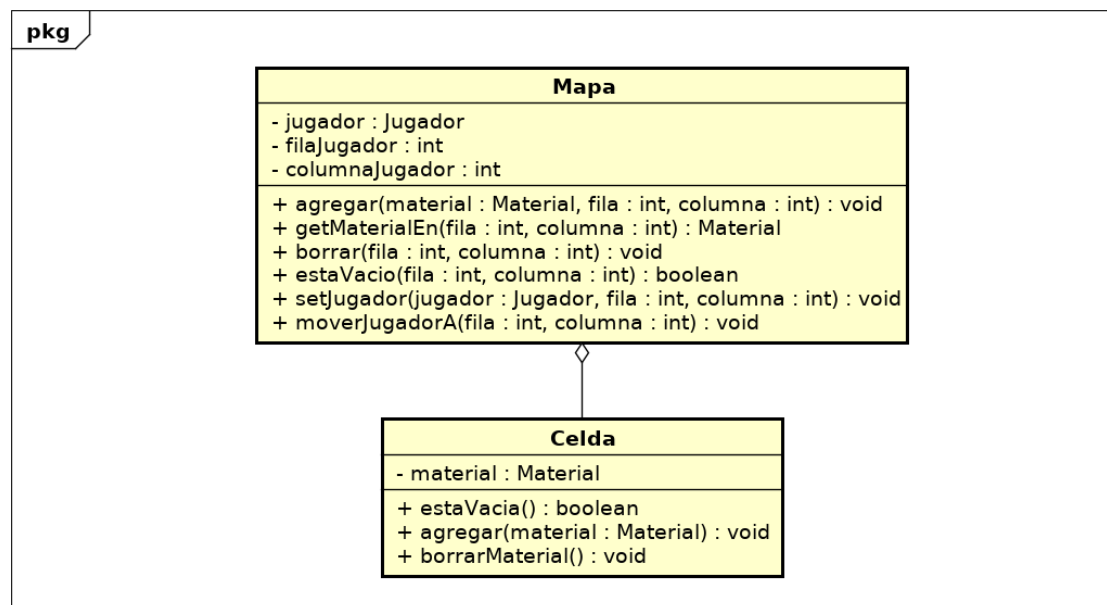 pkg
Mapa
- jugador : Jugador
- filaJugador : int
- columnaJugador : int
+ agregar(material : Material, fila : int, columna : int) : void
+ getMaterialEn(fila : int, columna : int) : Material
+ borrar(fila : int, columna : int) : void
+ estaVacio(fila : int, columna : int) : boolean
+ setJugador(jugador : Jugador, fila : int, columna : int) : void
+ moverJugadorA(fila : int, columna : int) : void
Celda
- material : Material
+ estaVacia() : boolean
+ agregar(material : Material) : void
+ borrarMaterial() : void